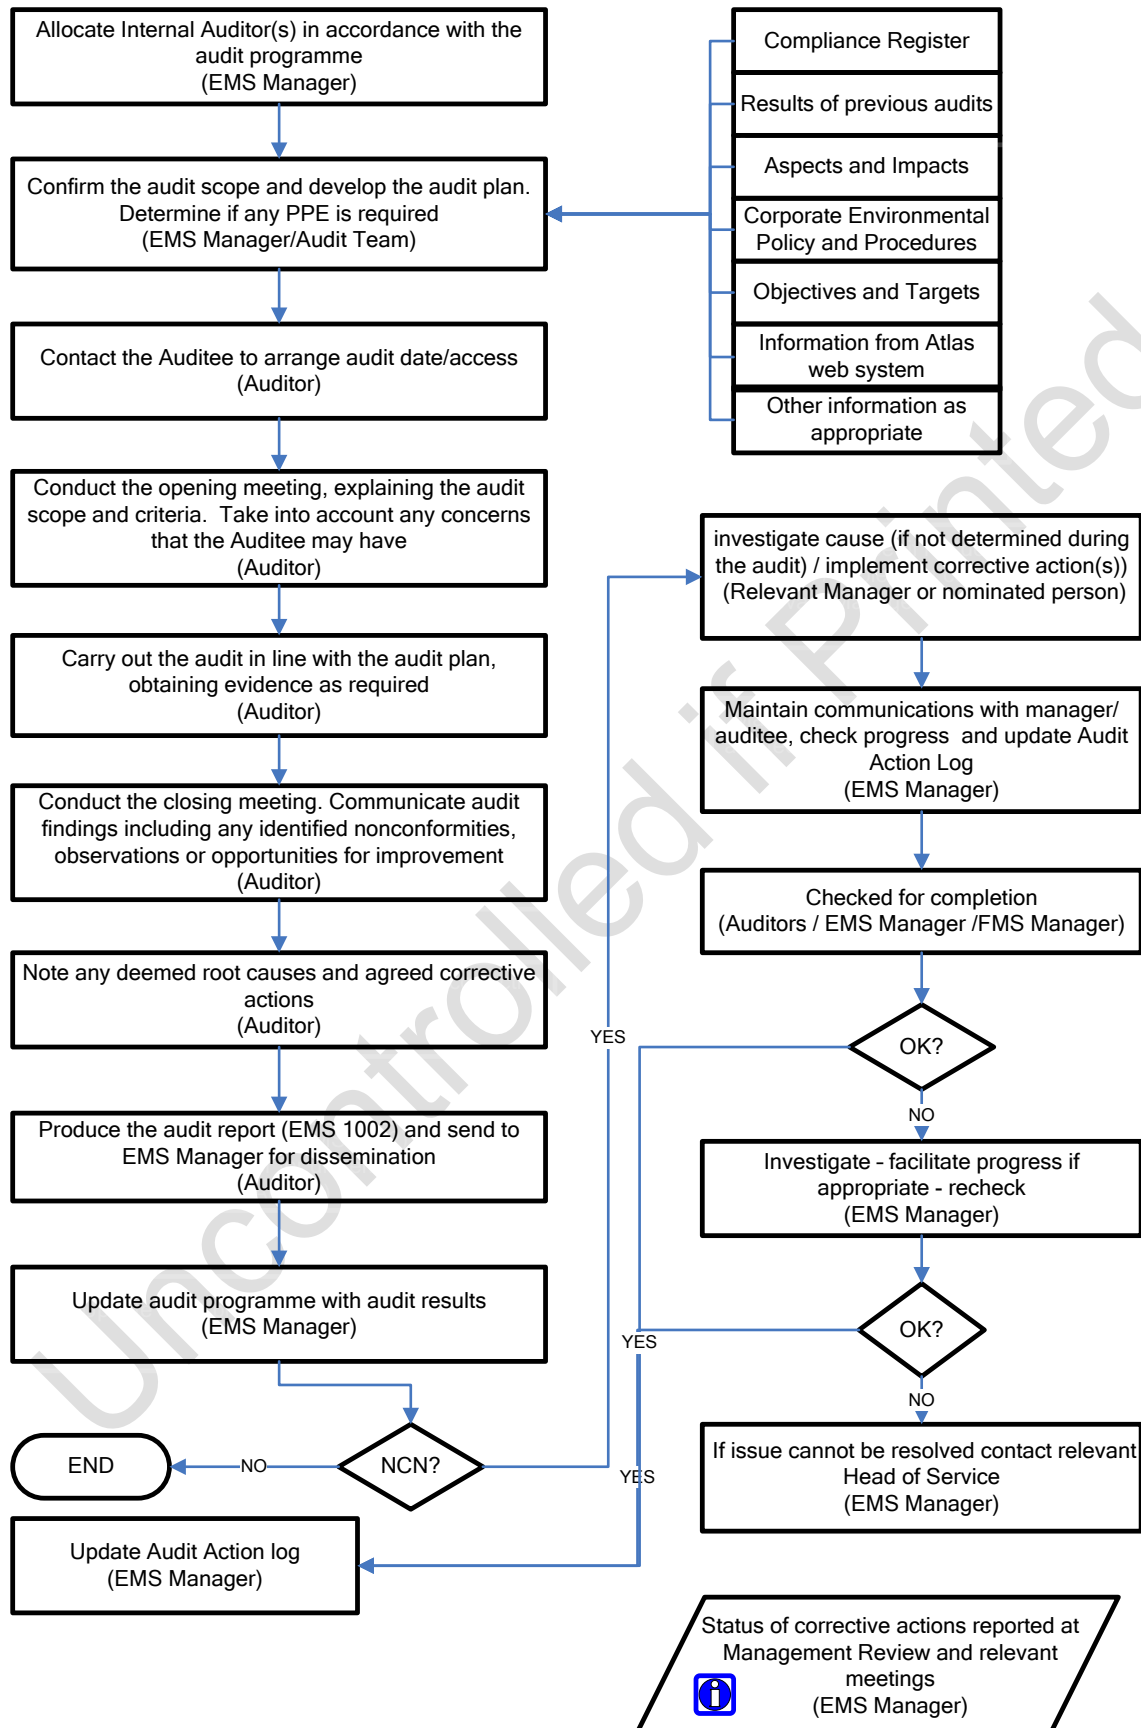 Allocate Internal Auditor(s) in accordance with the
audit programme
(EMS Manager)
Confirm the audit scope and develop the audit plan.
Determine if any PPE is required
(EMS Manager/Audit Team)
Contact the Auditee to arrange audit date/access
(Auditor)
Conduct the opening meeting, explaining the audit
scope and criteria.  Take into account any concerns
that the Auditee may have
(Auditor)
Carry out the audit in line with the audit plan,
obtaining evidence as required
(Auditor)
Conduct the closing meeting. Communicate audit
findings including any identified nonconformities,
observations or opportunities for improvement
(Auditor)
Note any deemed root causes and agreed corrective
actions
(Auditor)
Produce the audit report (EMS 1002) and send to
EMS Manager for dissemination
(Auditor)
Update audit programme with audit results
(EMS Manager)
NCN?
NO
END
YES
Update Audit Action log
(EMS Manager)
Compliance Register
Results of previous audits
Aspects and Impacts
Corporate Environmental
Policy and Procedures
Objectives and Targets
Information from Atlas
web system
Other information as
appropriate
investigate cause (if not determined during
the audit) / implement corrective action(s))
(Relevant Manager or nominated person)
Maintain communications with manager/
auditee, check progress  and update Audit
Action Log
(EMS Manager)
Checked for completion
(Auditors / EMS Manager /FMS Manager)
OK?
NO
YES
Investigate - facilitate progress if
appropriate - recheck
(EMS Manager)
OK?
YES
NO
If issue cannot be resolved contact relevant
Head of Service
(EMS Manager)
Status of corrective actions reported at
Management Review and relevant
meetings
(EMS Manager)
i
Uncontrolled if Printed